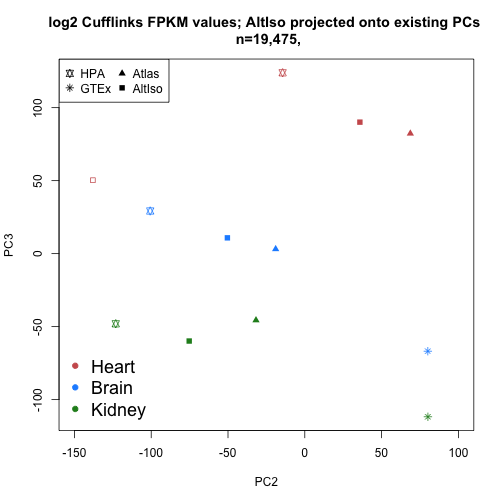 log2 Cufflinks FPKM values; AltIso projected onto existing PCs
n=19,475,
HPA Atlas
GTEx AltIso
100
50
0
-50
-100
PC3
Heart
Brain
Kidney
-150 -100 -50 0 50 100
PC2